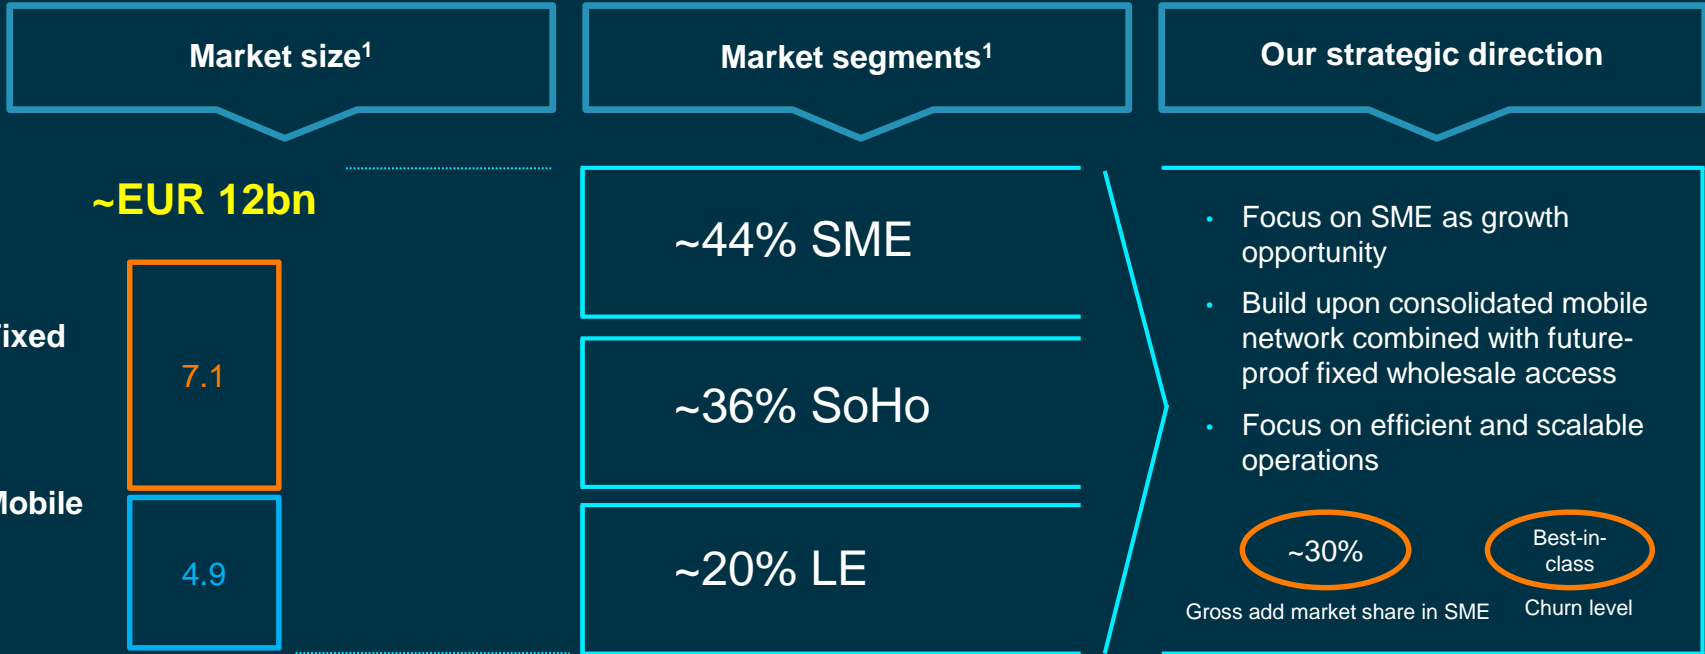 Market size¹
~EUR 12bn
ixed
7.1
Mobile
4.9
Market segments¹
~44% SME
~36% SoHo
~20% LE
Our strategic direction
• Focus on SME as growth
opportunity
• Build upon consolidated mobile
network combined with future-
proof fixed wholesale access
• Focus on efficient and scalable
operations
~30%
Gross add market share in SME
Best-in-
class
Churn level